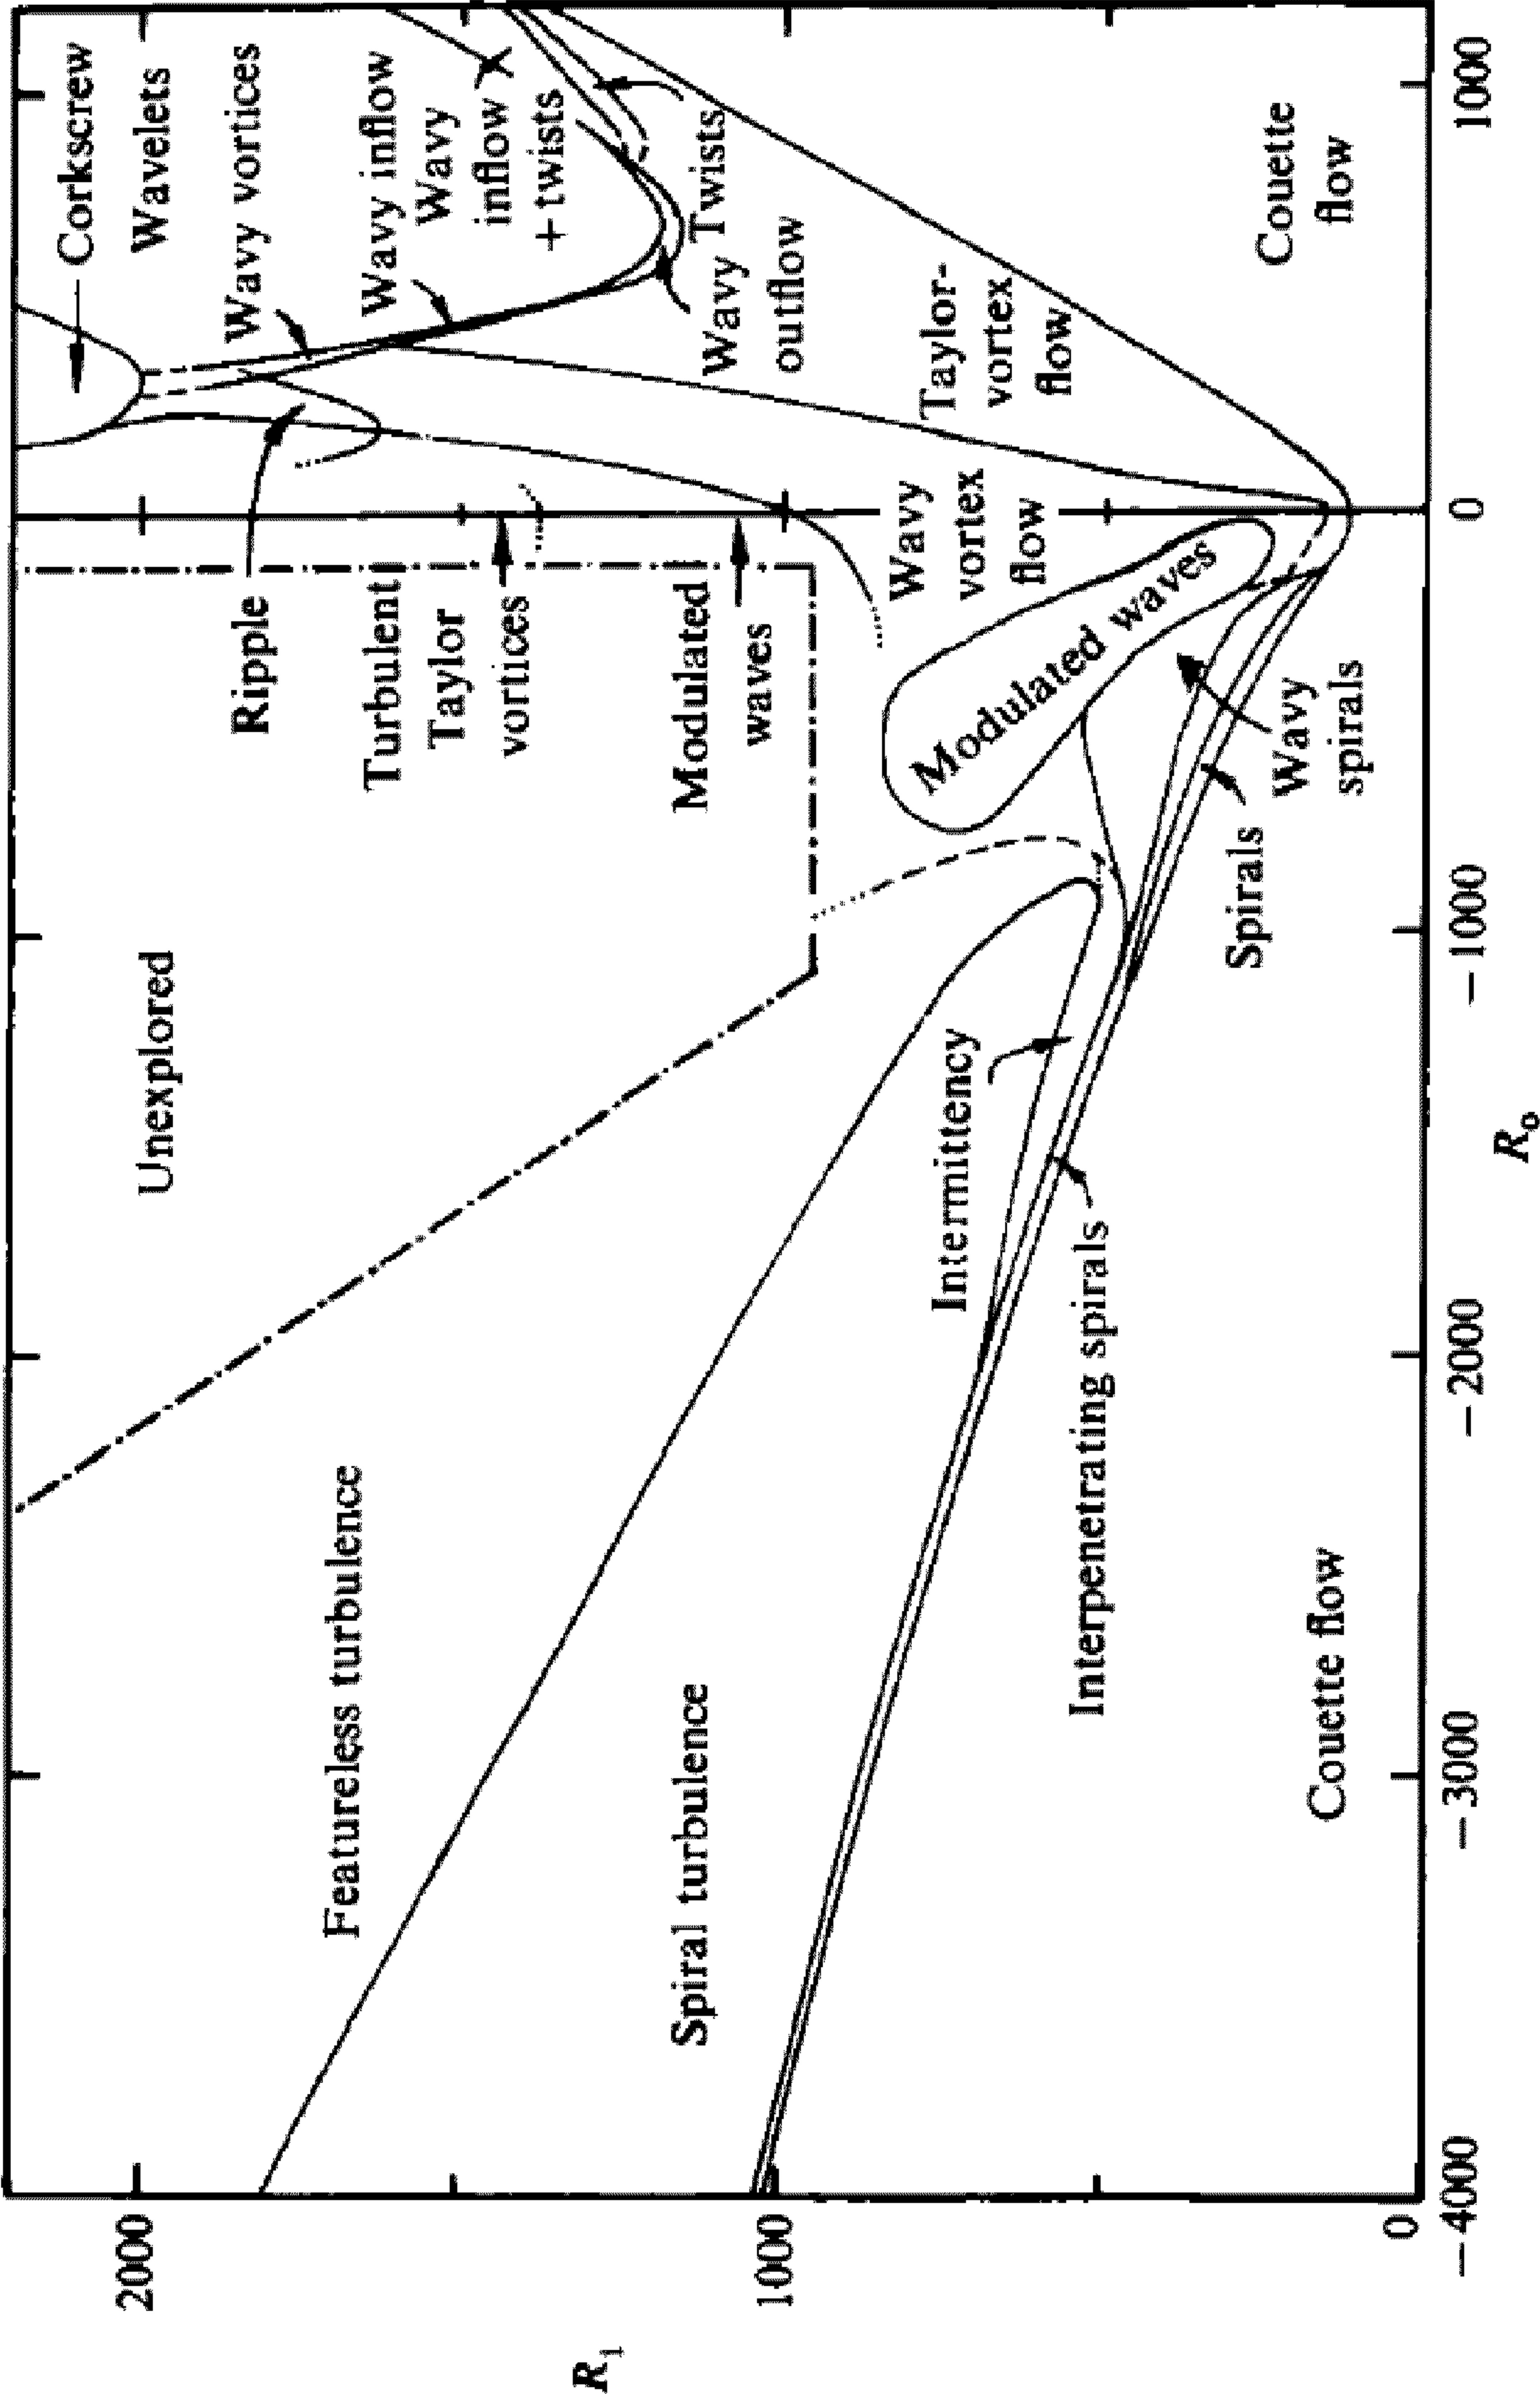 Corkscrew
Wavelets
Wavy vortices
Wavy inflow
Wavy
inflow
+ twists
Twists
Wavy
outflow
Taylor-
vortex
flow
Couette
flow
Ripple
Turbulent
Taylor
vortices
Modulated
waves
Wavy
vortex
flow
Modulated waves
Wavy
spirals
Spirals
Unexplored
Intermittency
Interpenetrating spirals
Featureless turbulence
Spiral turbulence
Couette flow
2000
1000
0
Ri
−4000
−3000
−2000
−1000
0
1000
Ro